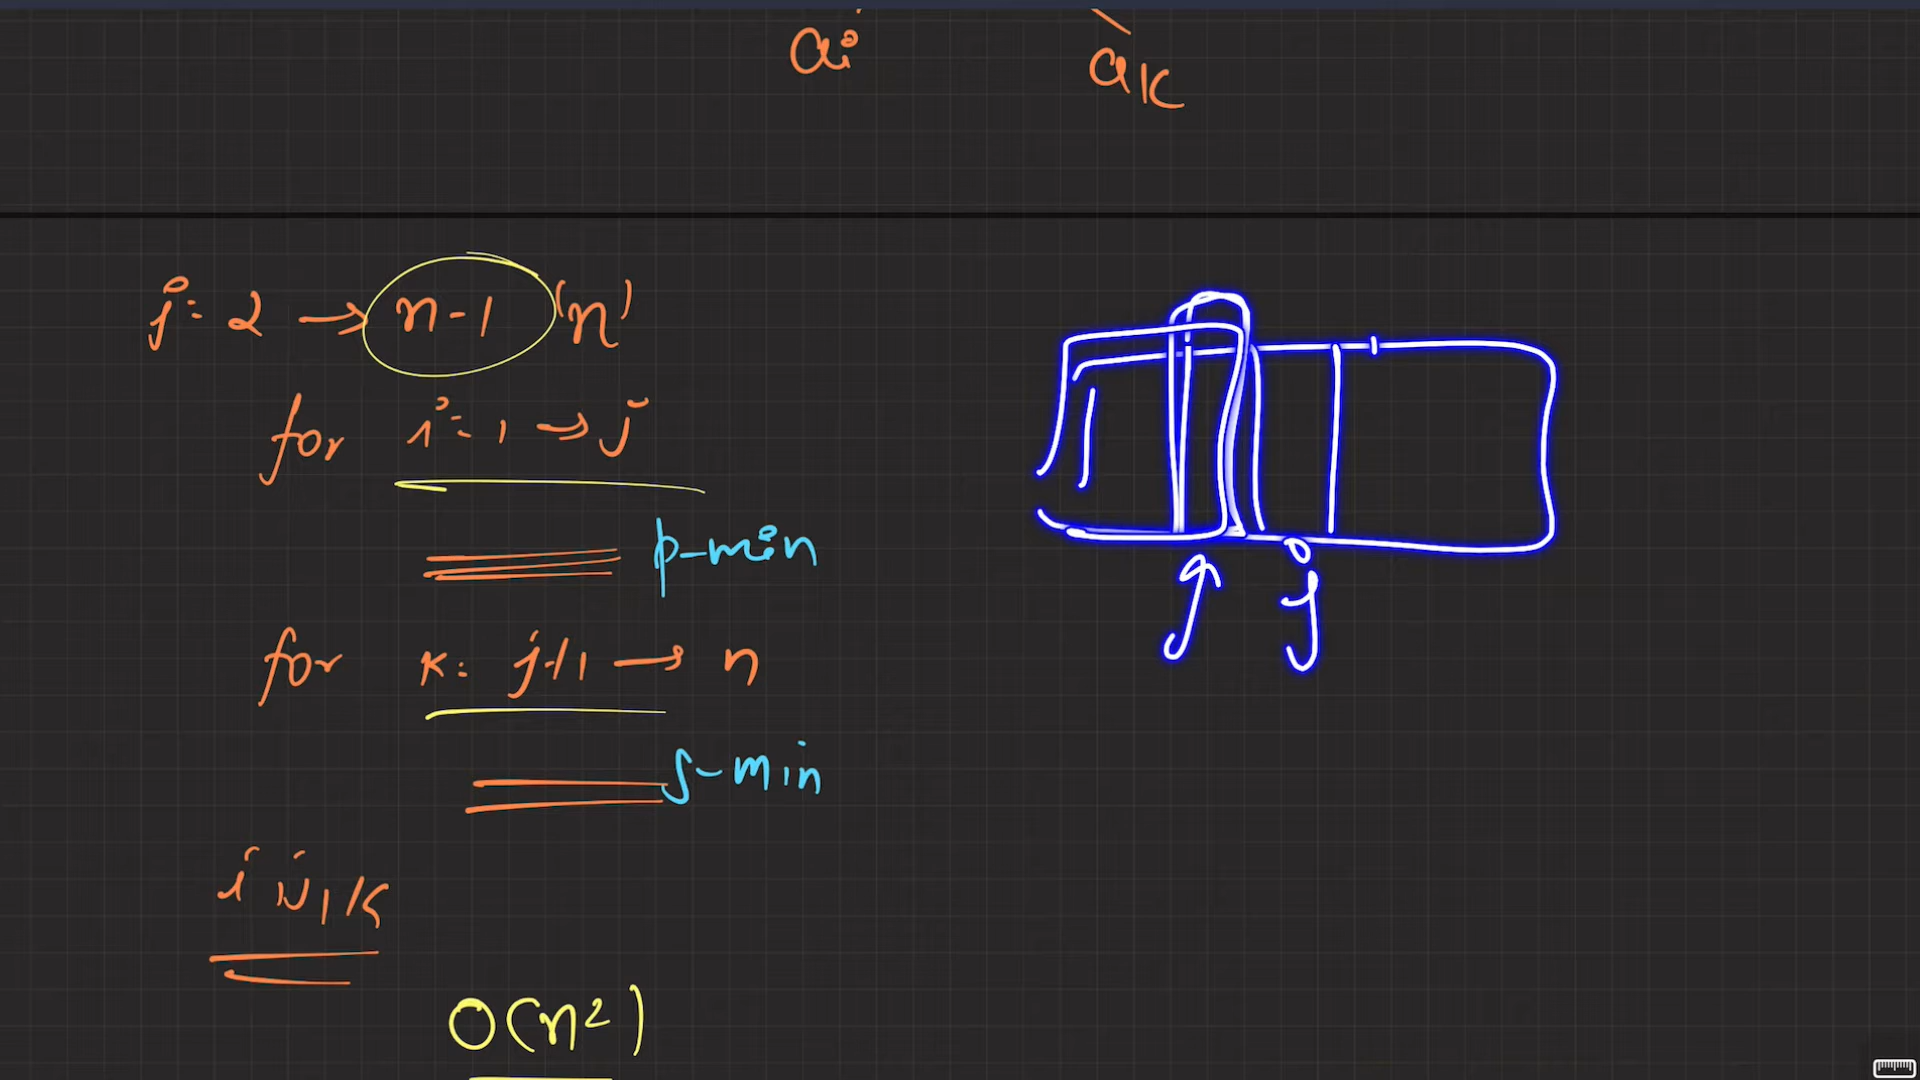 ai
ak
j = 2 → n-1 (n)
for i = 1 → j
p-min
for k = j+1 → n
s-min
j
i j, k
O(n²)